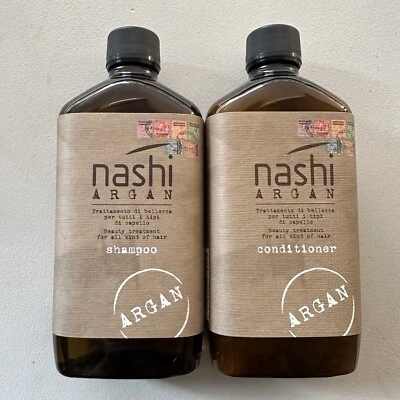 nashi
ARGAN
Trattamento di bellezza
per tutti i tipi
di capello
Beauty treatment
for all kind of hair
shampoo
ARGAN
nashi
ARGAN
Trattamento di bellezza
per tutti i tipi
di capello
Beauty treatment
for all kind of hair
conditioner
ARGAN